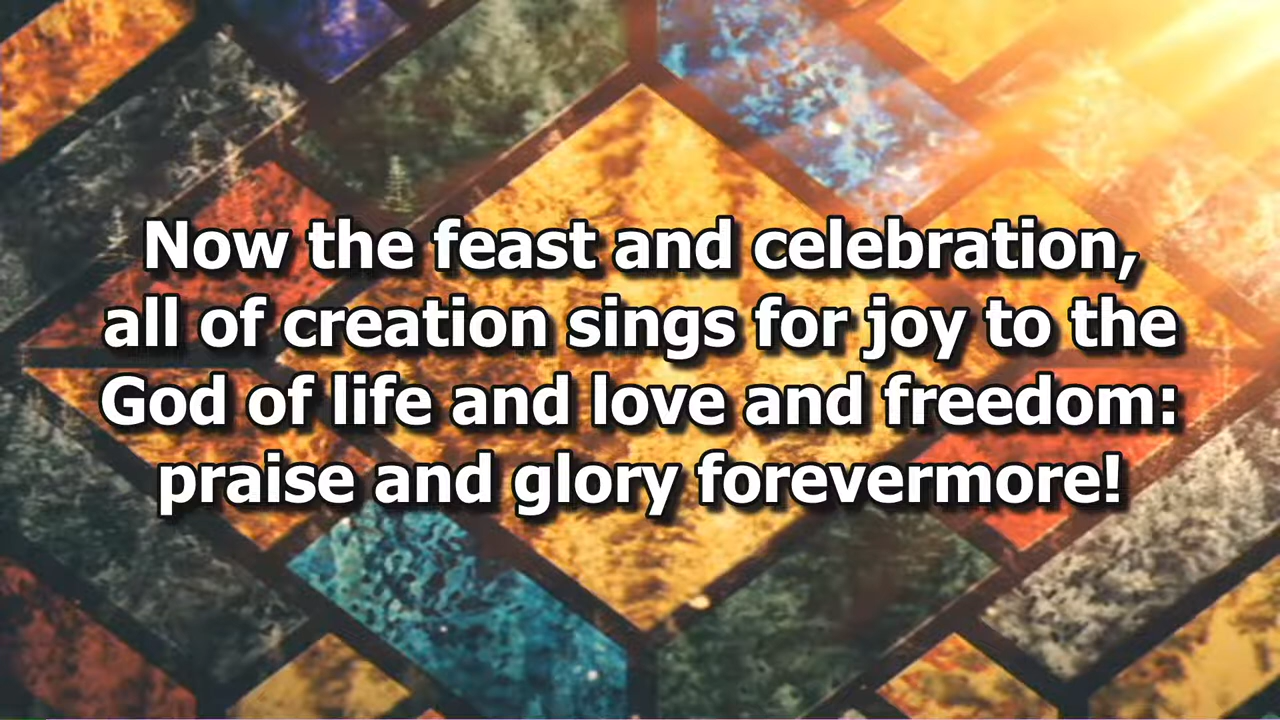 Now the feast and celebration,
all of creation sings for joy to the
God of life and love and freedom:
praise and glory forevermore!